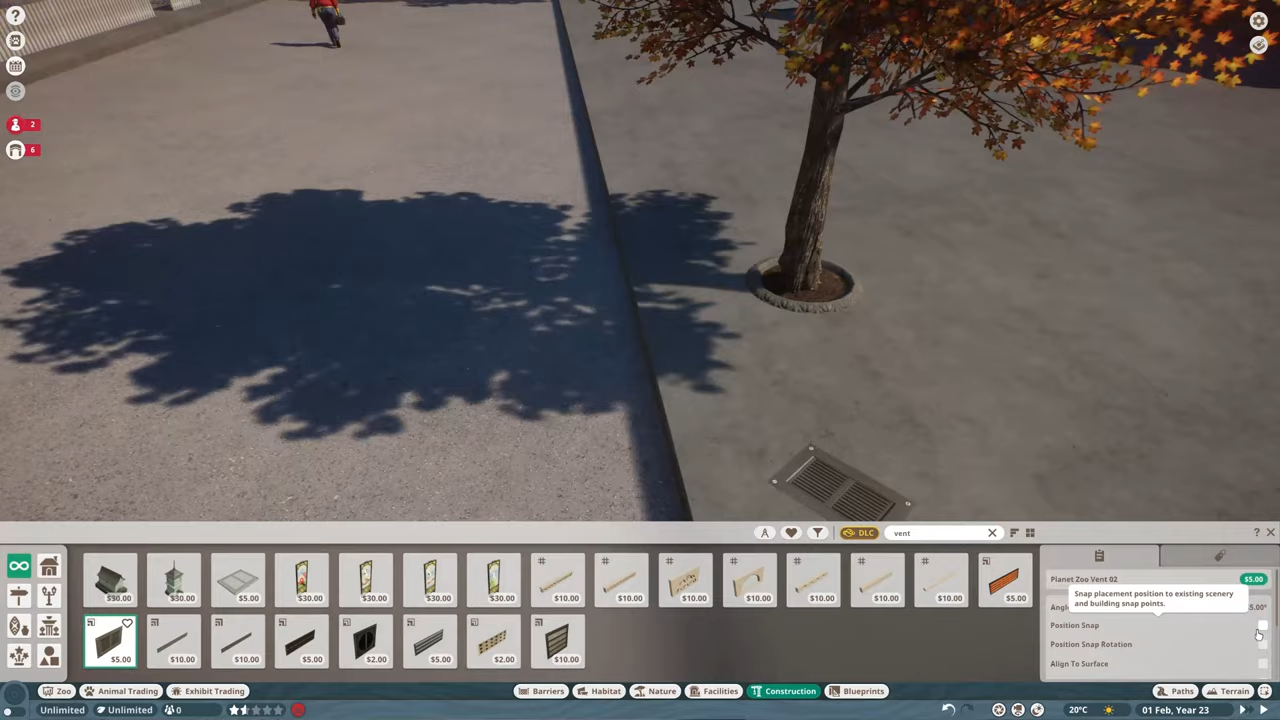 ?
2
6
DLC
vent
?
$30.00
$30.00
$5.00
$30.00
$30.00
$30.00
$30.00
$10.00
$10.00
$10.00
$10.00
$10.00
$10.00
$10.00
$5.00
$5.00
$10.00
$10.00
$5.00
$2.00
$5.00
$2.00
$10.00
Planet Zoo Vent 02
$5.00
Snap placement position to existing scenery
and building snap points.
Position Snap
Position Snap Rotation
Align To Surface
Zoo
Animal Trading
Exhibit Trading
Barriers
Habitat
Nature
Facilities
Construction
Blueprints
Paths
Terrain
Unlimited
Unlimited
0
20°C
01 Feb, Year 23